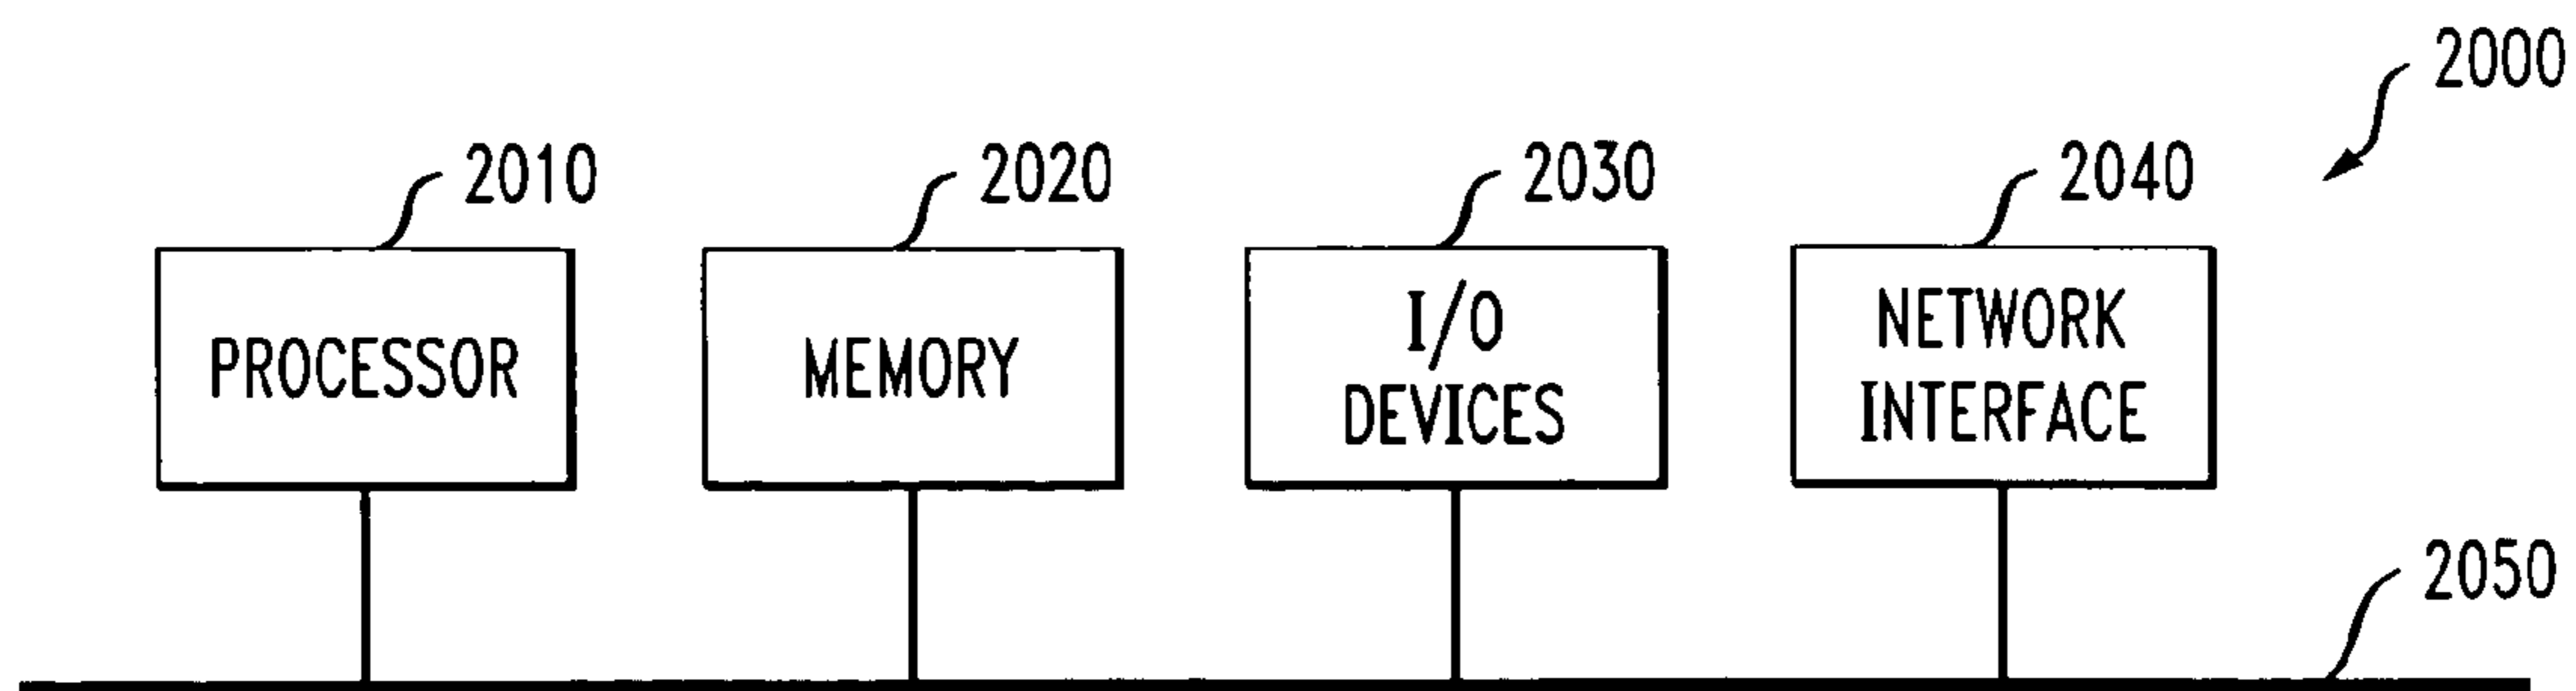 2000
2010
2020
2030
2040
PROCESSOR
MEMORY
I/O
DEVICES
NETWORK
INTERFACE
2050